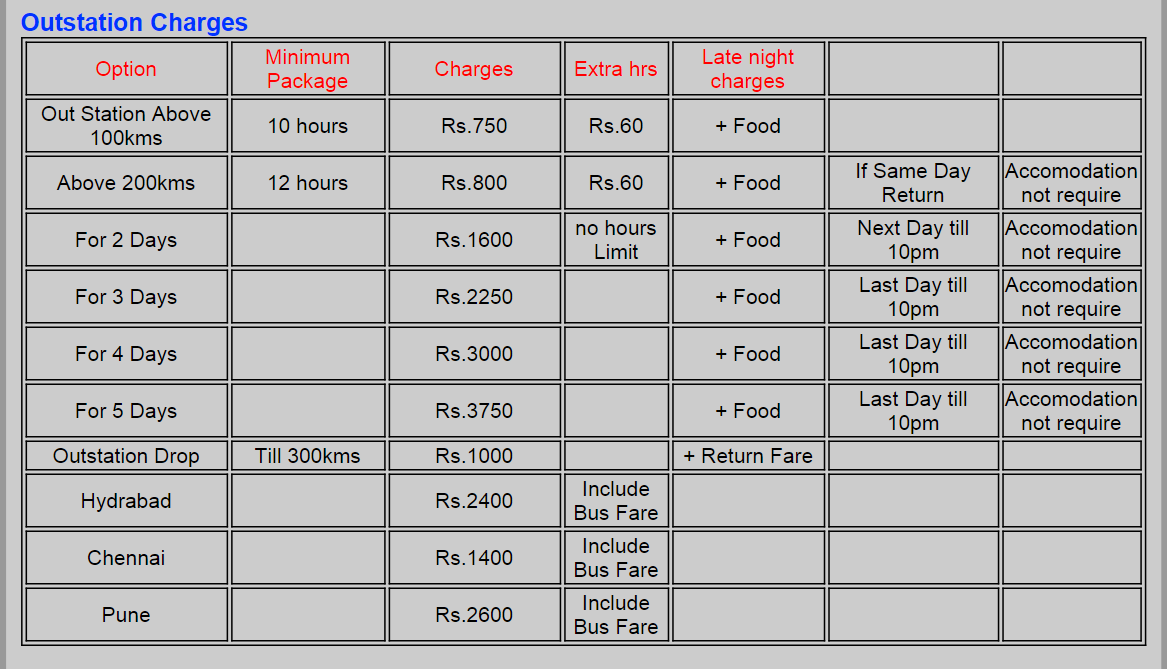 Outstation Charges
Option
Minimum
Package
Charges
Extra hrs
Late night
charges
Out Station Above
100kms
10 hours
Rs.750
Rs.60
+ Food
Above 200kms
12 hours
Rs.800
Rs.60
+ Food
If Same Day
Return
Accomodation
not require
For 2 Days
Rs.1600
no hours
Limit
+ Food
Next Day till
10pm
Accomodation
not require
For 3 Days
Rs.2250
+ Food
Last Day till
10pm
Accomodation
not require
For 4 Days
Rs.3000
+ Food
Last Day till
10pm
Accomodation
not require
For 5 Days
Rs.3750
+ Food
Last Day till
10pm
Accomodation
not require
Outstation Drop
Till 300kms
Rs.1000
+ Return Fare
Hydrabad
Rs.2400
Include
Bus Fare
Chennai
Rs.1400
Include
Bus Fare
Pune
Rs.2600
Include
Bus Fare